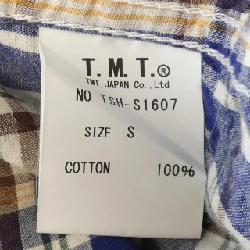 T.M.T.®
TMT JAPAN Co., Ltd
NO TSH-S1607
SIZE S
COTTON 100%